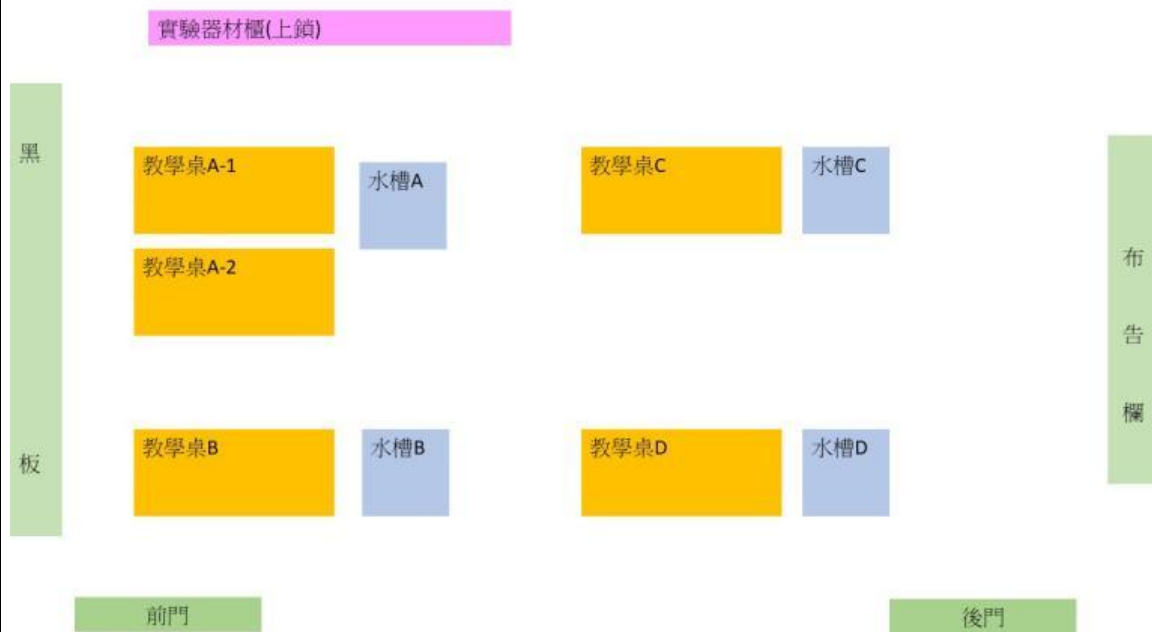 實驗器材櫃(上鎖)
黑板
教學桌A-1
水槽A
教學桌C
水槽C
教學桌A-2
布告欄
教學桌B
水槽B
教學桌D
水槽D
前門
後門